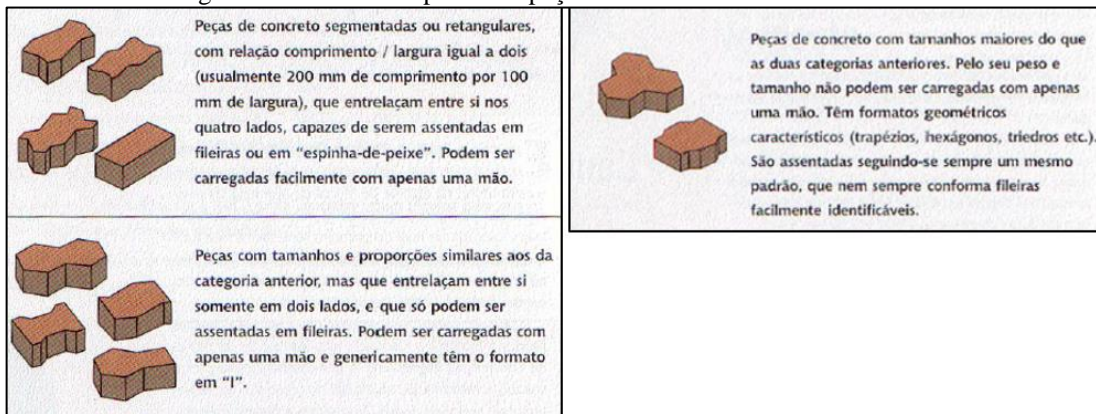 Peças de concreto segmentadas ou retangulares,
com relação comprimento / largura igual a dois
(usualmente 200 mm de comprimento por 100
mm de largura), que entrelaçam entre si nos
quatro lados, capazes de serem assentadas em
fileiras ou em "espinha-de-peixe". Podem ser
carregadas facilmente com apenas uma mão.
Peças com tamanhos e proporções similares aos da
categoria anterior, mas que entrelaçam entre si
somente em dois lados, e que só podem ser
assentadas em fileiras. Podem ser carregadas com
apenas uma mão e genericamente têm o formato
em "I".
Peças de concreto com tamanhos maiores do que
as duas categorias anteriores. Pelo seu peso e
tamanho não podem ser carregadas com apenas
uma mão. Têm formatos geométricos
característicos (trapézios, hexágonos, triedros etc.).
São assentadas seguindo-se sempre um mesmo
padrão, que nem sempre conforma fileiras
facilmente identificáveis.